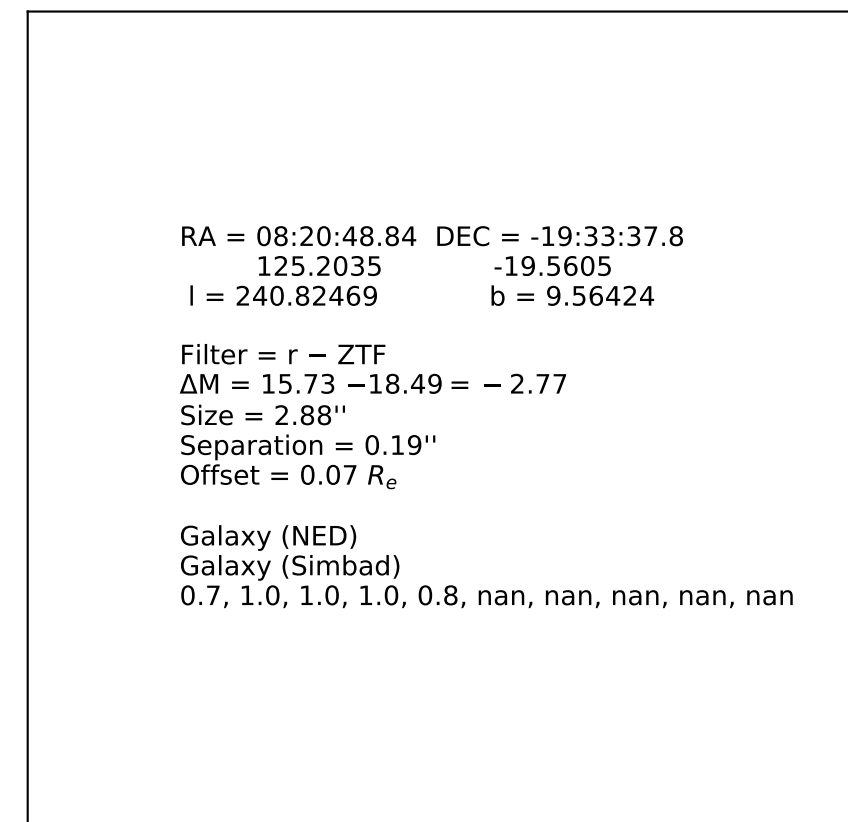 RA = 08:20:48.84 DEC = -19:33:37.8
125.2035 -19.5605
l = 240.82469 b = 9.56424
Filter = r − ZTF
ΔM = 15.73 −18.49 = − 2.77
Size = 2.88''
Separation = 0.19''
Offset = 0.07 Rₑ
Galaxy (NED)
Galaxy (Simbad)
0.7, 1.0, 1.0, 1.0, 0.8, nan, nan, nan, nan, nan